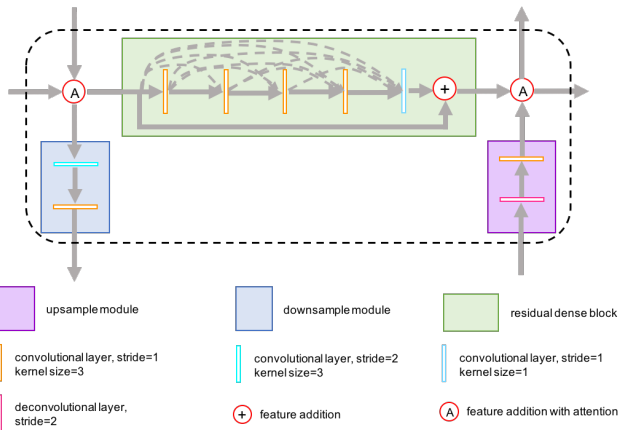 A
+
A
upsample module
downsample module
residual dense block
convolutional layer, stride=1
kernel size=3
convolutional layer, stride=2
kernel size=3
convolutional layer, stride=1
kernel size=1
deconvolutional layer,
stride=2
+ feature addition
A feature addition with attention